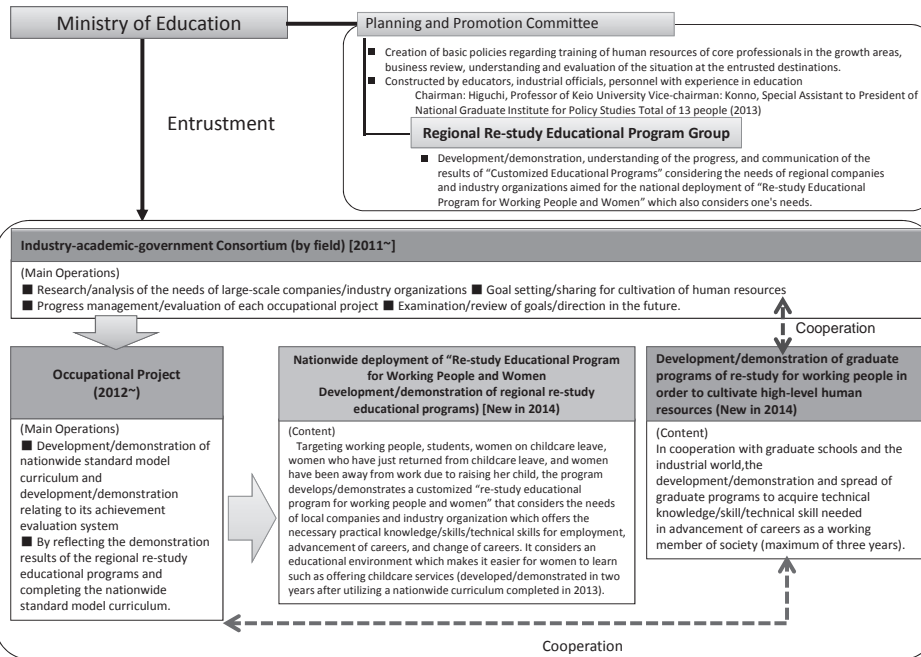 Ministry of Education
Planning and Promotion Committee
■ Creation of basic policies regarding training of human resources of core professionals in the growth areas,
business review, understanding and evaluation of the situation at the entrusted destinations.
■ Constructed by educators, industrial officials, personnel with experience in education
Chairman: Higuchi, Professor of Keio University Vice-chairman: Konno, Special Assistant to President of
National Graduate Institute for Policy Studies Total of 13 people (2013)
Regional Re-study Educational Program Group
■ Development/demonstration, understanding of the progress, and communication of the
results of “Customized Educational Programs” considering the needs of regional companies
and industry organizations aimed for the national deployment of “Re-study Educational
Program for Working People and Women” which also considers one's needs.
Entrustment
Industry-academic-government Consortium (by field) [2011~]
(Main Operations)
■ Research/analysis of the needs of large-scale companies/industry organizations ■ Goal setting/sharing for cultivation of human resources
■ Progress management/evaluation of each occupational project ■ Examination/review of goals/direction in the future.
Cooperation
Occupational Project
(2012~)
(Main Operations)
■ Development/demonstration of
nationwide standard model
curriculum and
development/demonstration
relating to its achievement
evaluation system
■ By reflecting the demonstration
results of the regional re-study
educational programs and
completing the nationwide
standard model curriculum.
Nationwide deployment of “Re-study Educational Program
for Working People and Women
Development/demonstration of regional re-study
educational programs) [New in 2014)
(Content)
Targeting working people, students, women on childcare leave,
women who have just returned from childcare leave, and women
have been away from work due to raising her child, the program
develops/demonstrates a customized “re-study educational
program for working people and women” that considers the needs
of local companies and industry organization which offers the
necessary practical knowledge/skills/technical skills for employment,
advancement of careers, and change of careers. It considers an
educational environment which makes it easier for women to learn
such as offering childcare services (developed/demonstrated in two
years after utilizing a nationwide curriculum completed in 2013).
Development/demonstration of graduate
programs of re-study for working people in
order to cultivate high-level human
resources (New in 2014)
(Content)
In cooperation with graduate schools and the
industrial world,the
development/demonstration and spread of
graduate programs to acquire technical
knowledge/skill/technical skill needed
in advancement of careers as a working
member of society (maximum of three years).
Cooperation